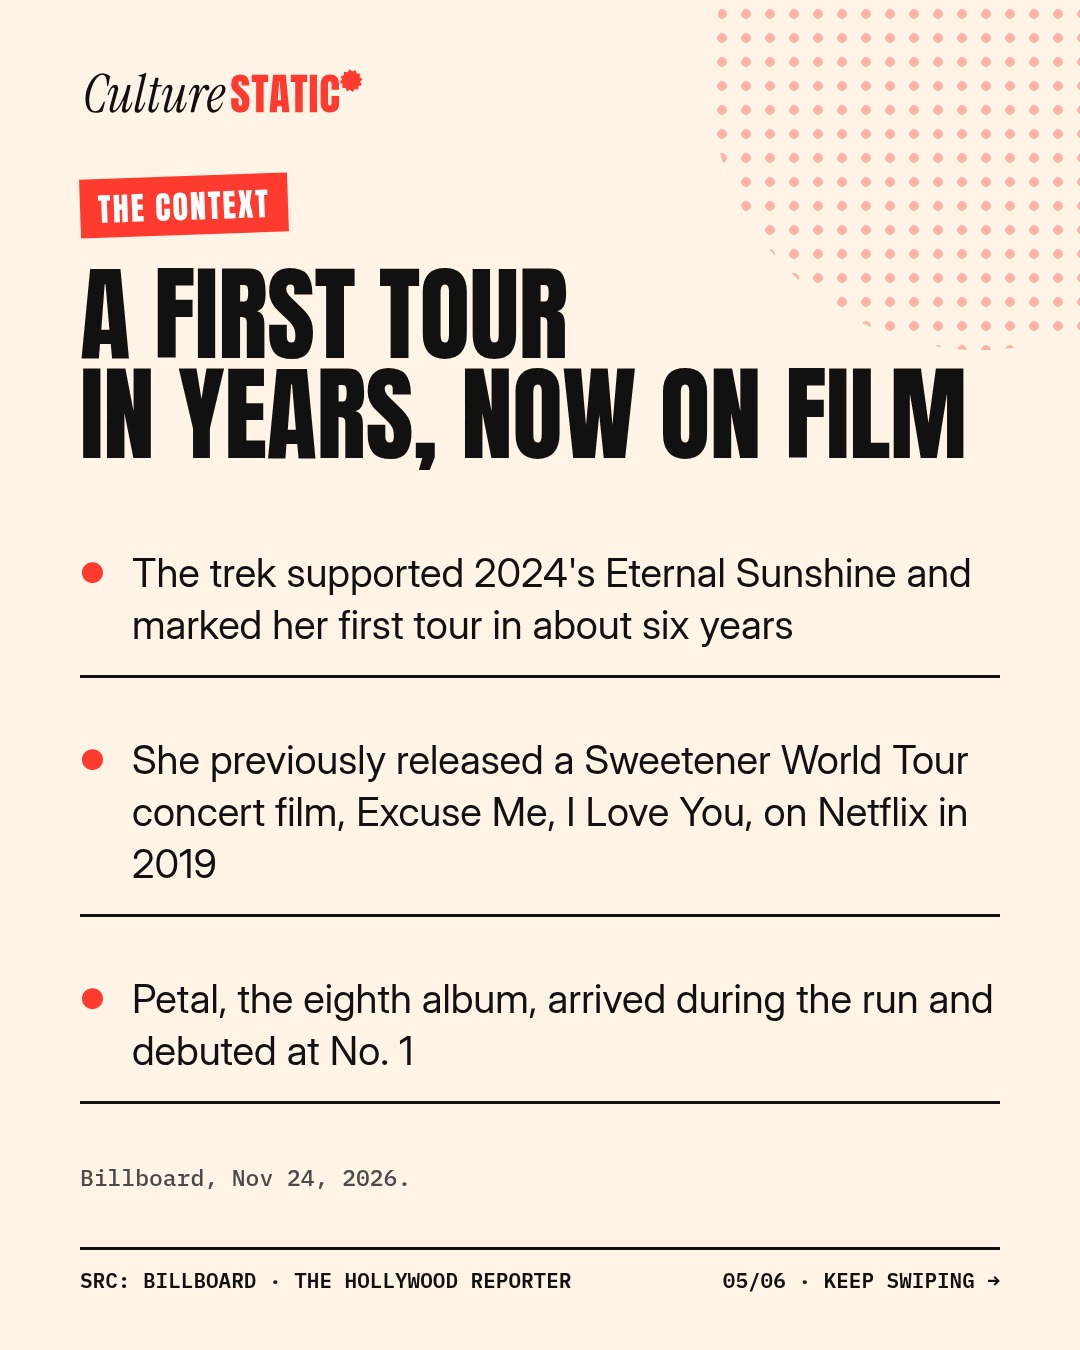 Culture STATIC
THE CONTEXT
A FIRST TOUR
IN YEARS, NOW ON FILM
The trek supported 2024's Eternal Sunshine and
marked her first tour in about six years
She previously released a Sweetener World Tour
concert film, Excuse Me, I Love You, on Netflix in
2019
Petal, the eighth album, arrived during the run and
debuted at No. 1
Billboard, Nov 24, 2026.
SRC: BILLBOARD · THE HOLLYWOOD REPORTER
05/06 · KEEP SWIPING →